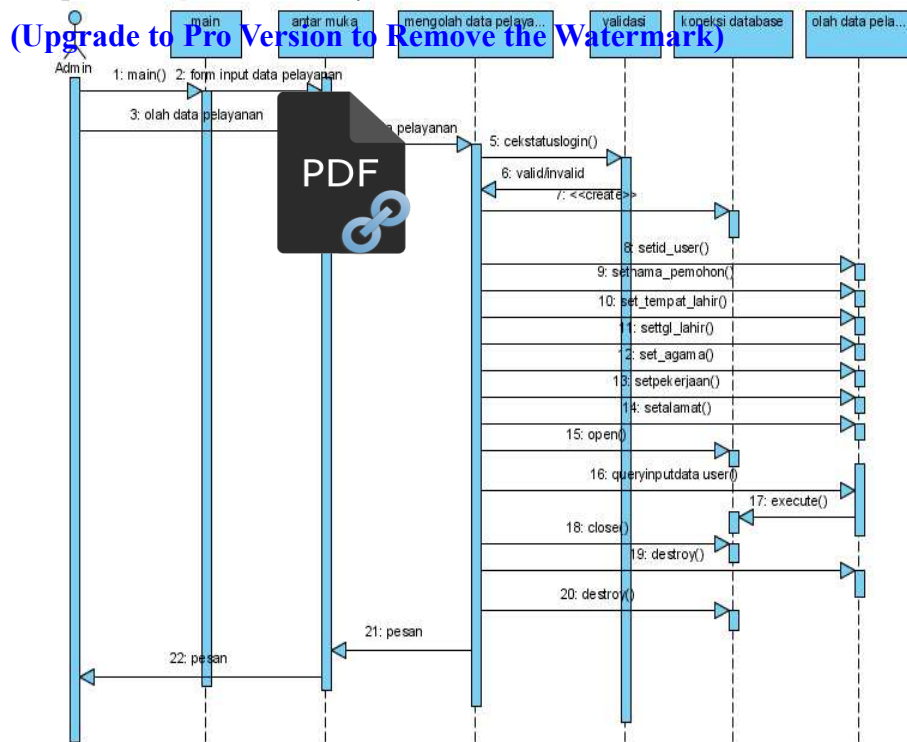 main
antar muka
mengolah data pelaya...
validasi
koneksi database
olah data pela...
(Upgrade to Pro Version to Remove the Watermark)
Admin
1: main()
2: form input data pelayanan
3: olah data pelayanan
pelayanan
PDF
5: cekstatuslogin()
6: valid/invalid
7: <<create>>
8: setid_user()
9: setnama_pemohon()
10: set_tempat_lahir()
11: settgl_lahir()
12: set_agama()
13: setpekerjaan()
14: setalamat()
15: open()
16: queryinputdata user()
17: execute()
18: close()
19: destroy()
20: destroy()
21: pesan
22: pesan